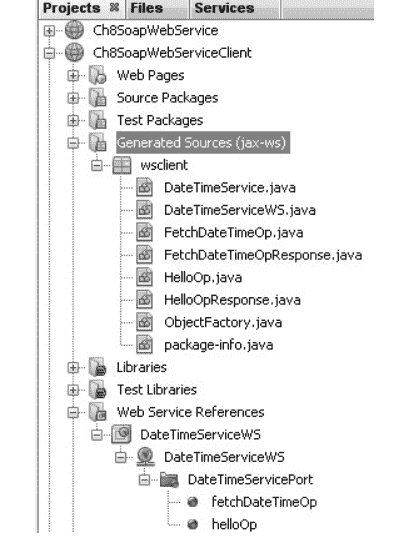 Projects Files Services
Ch8SoapWebService
Ch8SoapWebServiceClient
Web Pages
Source Packages
Test Packages
Generated Sources (jax-ws)
wsclient
DateTimeService.java
DateTimeServiceWS.java
FetchDateTimeOp.java
FetchDateTimeOpResponse.java
HelloOp.java
HelloOpResponse.java
ObjectFactory.java
package-info.java
Libraries
Test Libraries
Web Service References
DateTimeServiceWS
DateTimeServiceWS
DateTimeServicePort
fetchDateTimeOp
helloOp